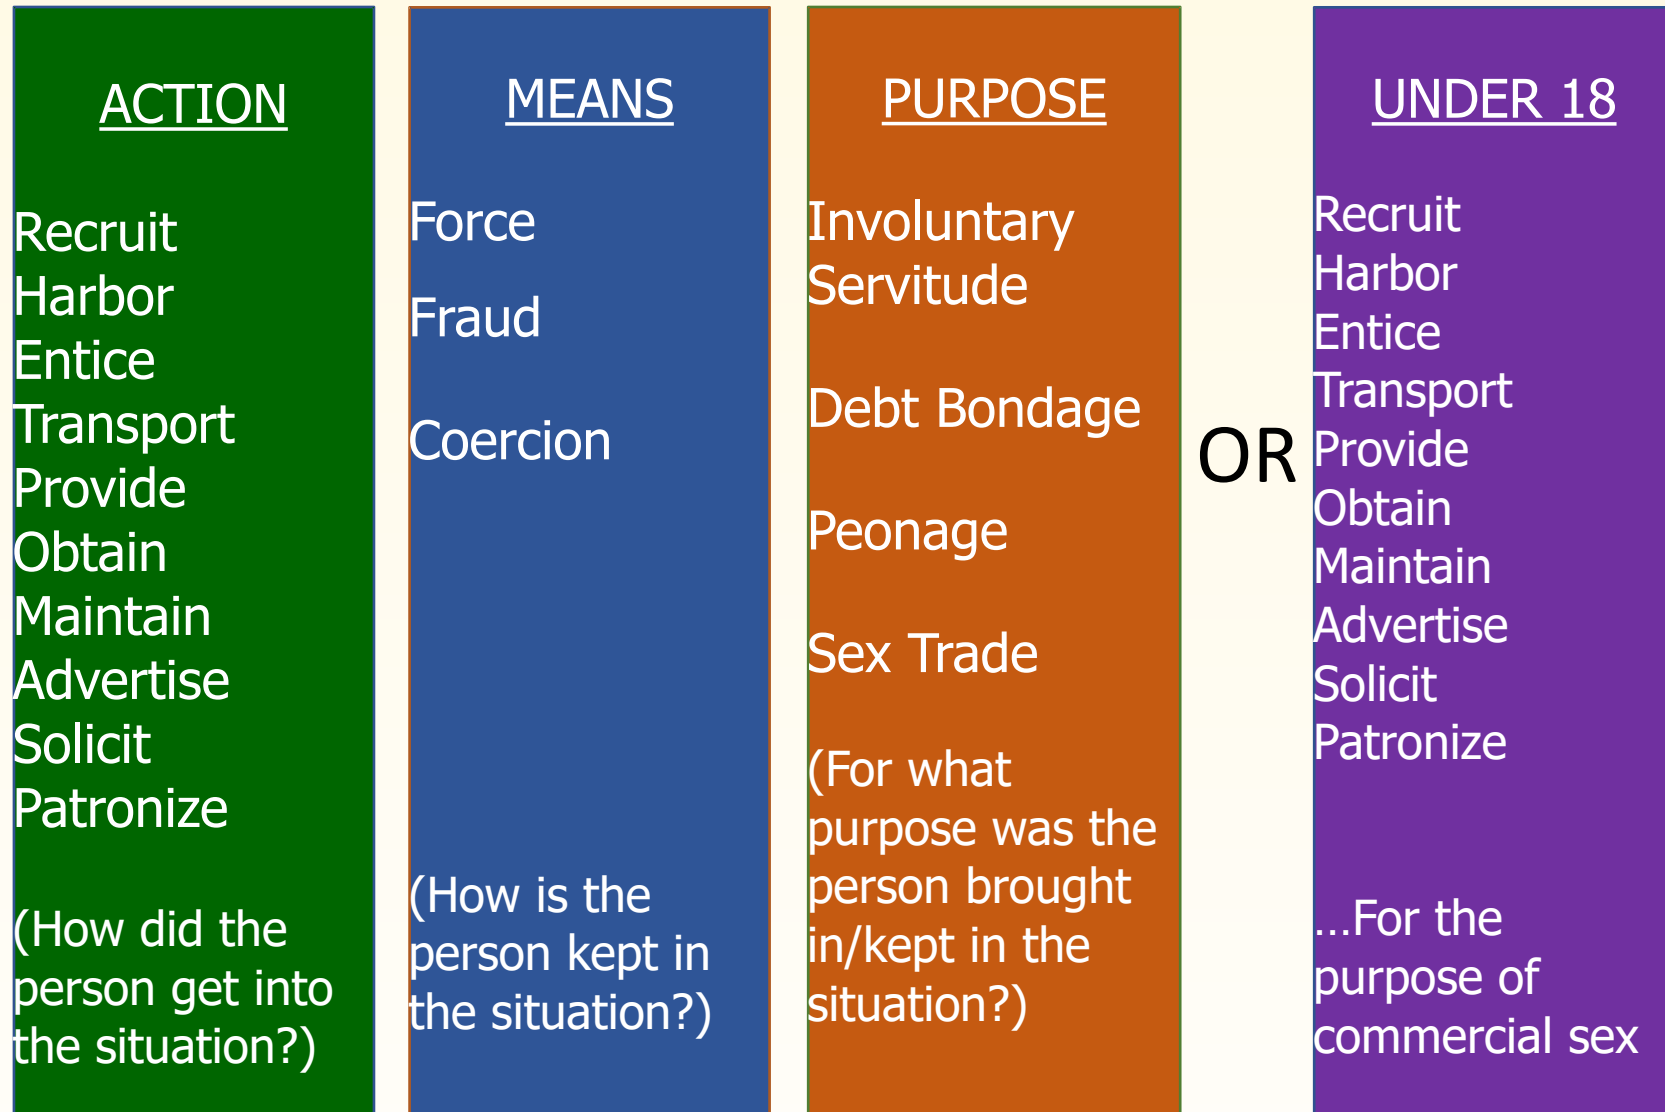 ACTION
Recruit
Harbor
Entice
Transport
Provide
Obtain
Maintain
Advertise
Solicit
Patronize
(How did the
person get into
the situation?)
MEANS
Force
Fraud
Coercion
(How is the
person kept in
the situation?)
PURPOSE
Involuntary
Servitude
Debt Bondage
Peonage
Sex Trade
(For what
purpose was the
person brought
in/kept in the
situation?)
OR
UNDER 18
Recruit
Harbor
Entice
Transport
Provide
Obtain
Maintain
Advertise
Solicit
Patronize
...For the
purpose of
commercial sex